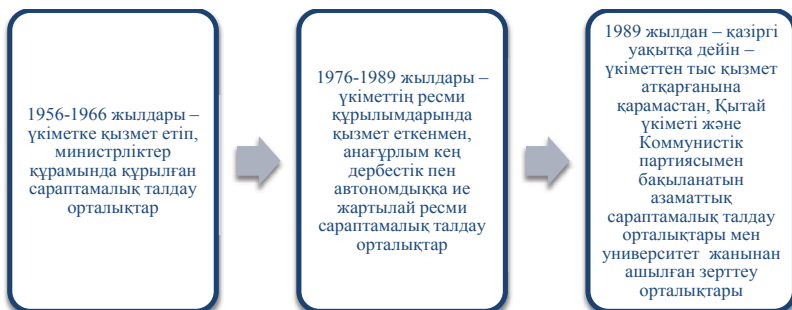 1956-1966 жылдары –
үкіметке қызмет етіп,
министрліктер
құрамында құрылған
сараптамалық талдау
орталықтар
1976-1989 жылдары –
үкіметтің ресми
құрылымдарында
қызмет еткенмен,
анағұрлым кең
дербестік пен
автономдыққа ие
жартылай ресми
сараптамалық талдау
орталықтар
1989 жылдан – қазіргі
уақытқа дейін –
үкіметтен тыс қызмет
атқарғанына
қарамастан, Қытай
үкіметі және
Коммунистік
партиясымен
бақыланатын
азаматтық
сараптамалық талдау
орталықтары мен
университет жанынан
ашылған зерттеу
орталықтары